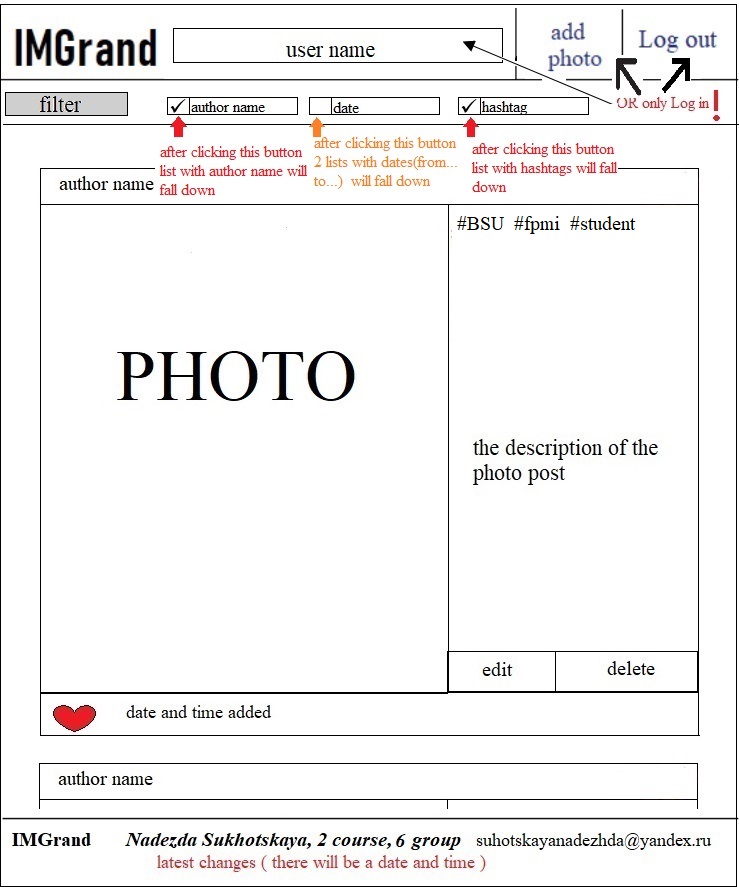 IMGrand
user name
add
photo
Log out
filter
author name
date
hashtag
OR only Log in !
after clicking this button
list with author name will
fall down
after clicking this button
2 lists with dates(from...
to...) will fall down
after clicking this button
list with hashtags will fall
down
author name
#BSU #fpmi #student
PHOTO
the description of the
photo post
edit
delete
date and time added
author name
IMGrand
Nadezda Sukhotskaya, 2 course, 6 group
suhotskayanadezhda@yandex.ru
latest changes ( there will be a date and time )